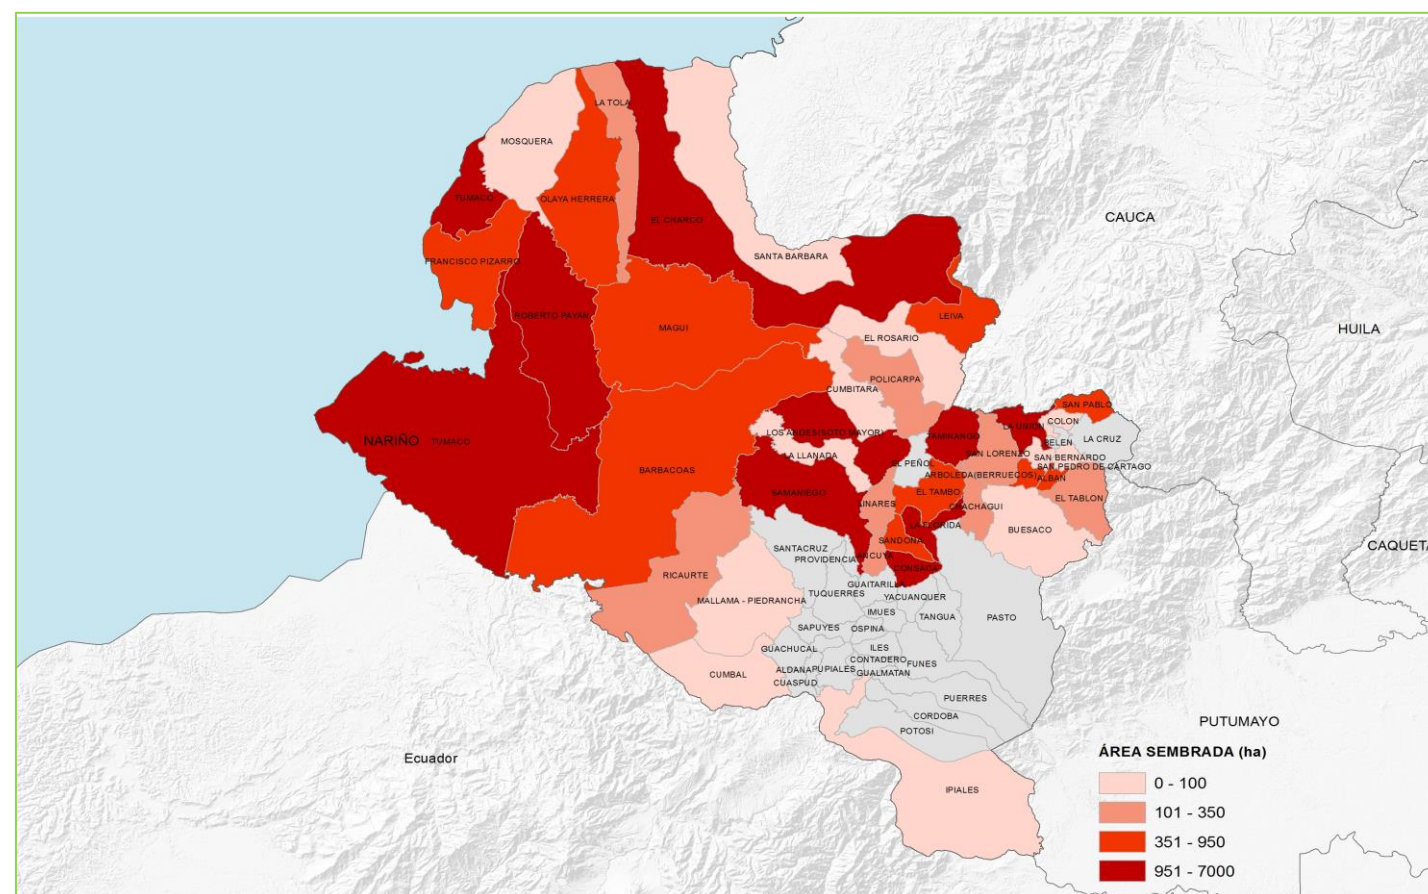 LA TOLA
MOSQUERA
TUMACO
OLAYA HERRERA
EL CHARCO
CAUCA
SANTA BARBARA
FRANCISCO PIZARRO
ROBERTO PAYAN
MAGUI
LEIVA
HUILA
EL ROSARIO
POLICARPA
CUMBITARA
SAN PABLO
COLON
LA UNION
LOS ANDES(SOTO MAYOR)
TAMINANGO
BELEN
LA CRUZ
NARIÑO
TUMACO
LA LLANADA
EL PEÑOL
SAN LORENZO
SAN BERNARDO
SAN PEDRO DE CARTAGO
BARBACOAS
ARBOLEDA(BERRUECOS)
ALBAN
SAMANIEGO
EL TAMBO
EL TABLON
LINARES
CHACHAGUI
LA FLORIDA
BUESACO
SANDONA
CAQUETA
SANTACRUZ
PROVIDENCIA
ANCUYA
CONSACA
RICAURTE
GUAITARILLA
MALLAMA - PIEDRANCHA
TUQUERRES
YACUANQUER
IMUES
TANGUA
PASTO
SAPUYES
OSPINA
GUACHUCAL
ILES
CONTADERO
FUNES
ALDANA
PUPIALES
GUALMATAN
CUMBAL
CUASPUD
PUERRES
CORDOBA
POTOSI
PUTUMAYO
Ecuador
IPIALES
ÁREA SEMBRADA (ha)
0 - 100
101 - 350
351 - 950
951 - 7000